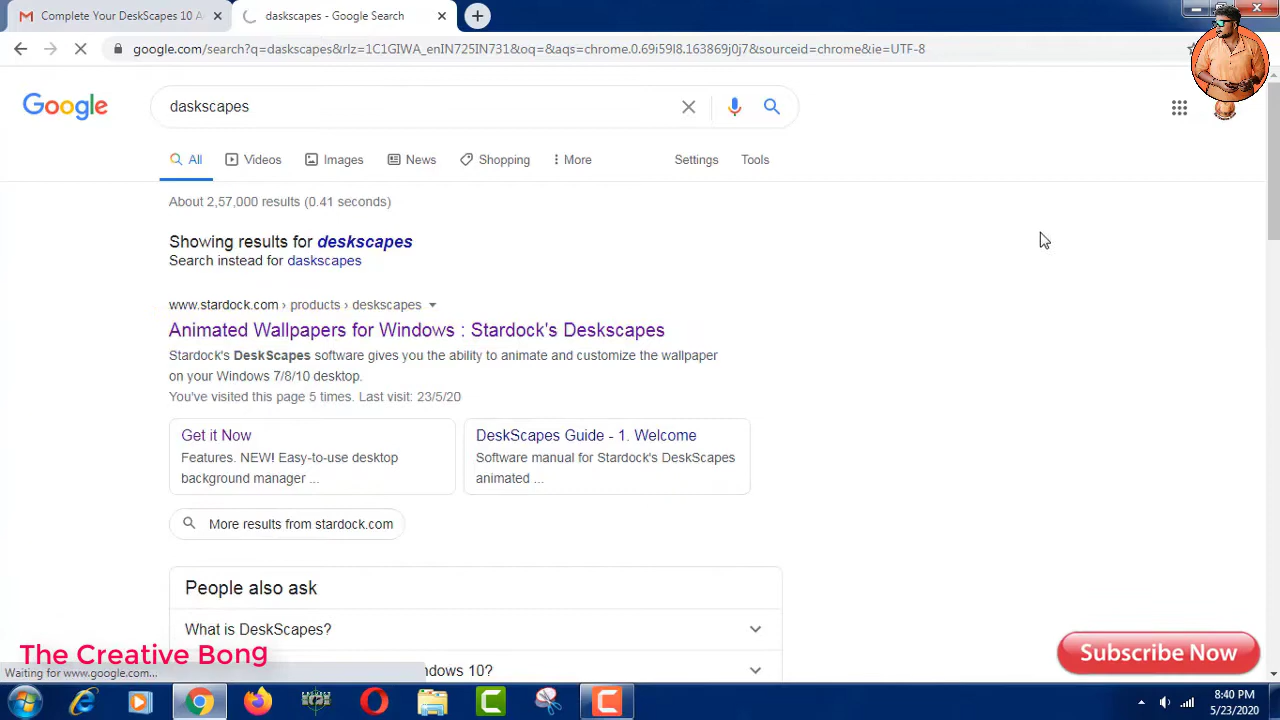 Complete Your DeskScapes 10 A
daskscapes - Google Search
google.com/search?q=daskscapes&rlz=1C1GIWA_enIN725IN731&oq=&aqs=chrome.0.69i59l8.163869j0j7&sourceid=chrome&ie=UTF-8
Google
daskscapes
All Videos Images News Shopping More Settings Tools
About 2,57,000 results (0.41 seconds)
Showing results for deskscapes
Search instead for daskscapes
www.stardock.com › products › deskscapes
Animated Wallpapers for Windows : Stardock's Deskscapes
Stardock's DeskScapes software gives you the ability to animate and customize the wallpaper
on your Windows 7/8/10 desktop.
You've visited this page 5 times. Last visit: 23/5/20
Get it Now
Features. NEW! Easy-to-use desktop
background manager ...
DeskScapes Guide - 1. Welcome
Software manual for Stardock's DeskScapes
animated ...
More results from stardock.com
People also ask
What is DeskScapes?
The Creative Bong
Subscribe Now
indows 10?
Waiting for www.google.com...
8:40 PM
5/23/2020